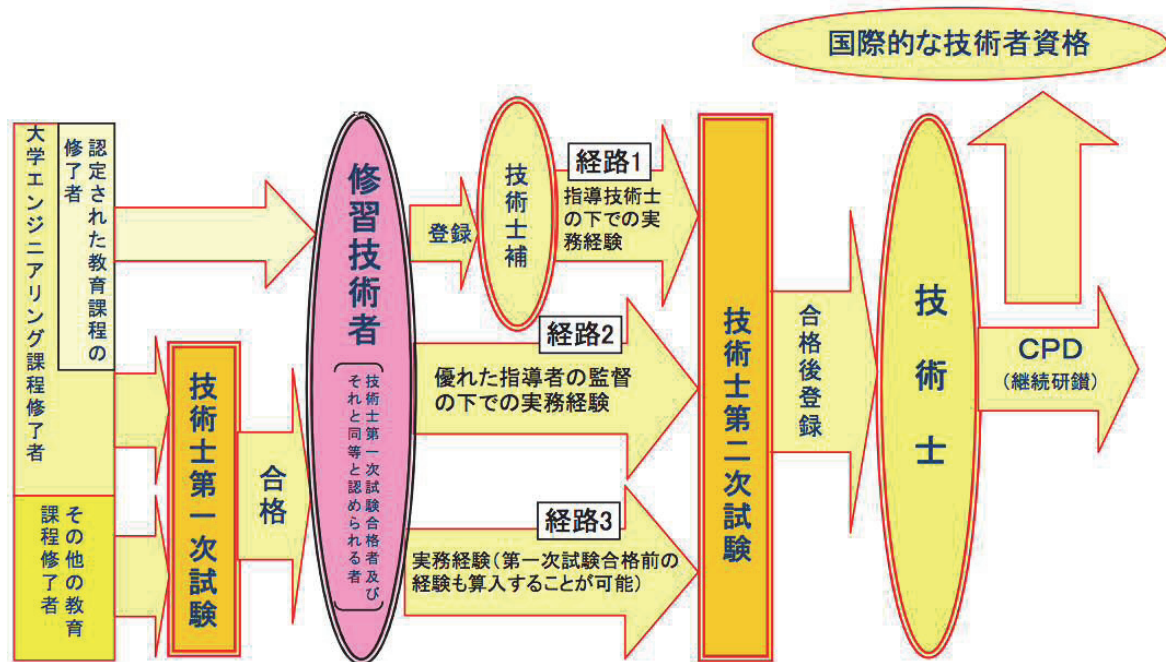 国際的な技術者資格
大学エンジニアリング課程修了者
認定された教育課程の
修了者
その他の教育
課程修了者
技術士第一次試験
合格
修習技術者
技術士第一次試験合格者及び
それと同等と認められる者
登録
技術士補
経路1
指導技術士
の下での実
務経験
経路2
優れた指導者の監督
の下での実務経験
経路3
実務経験(第一次試験合格前の
経験も算入することが可能)
技術士第二次試験
合格後登録
技術士
CPD
(継続研鑚)